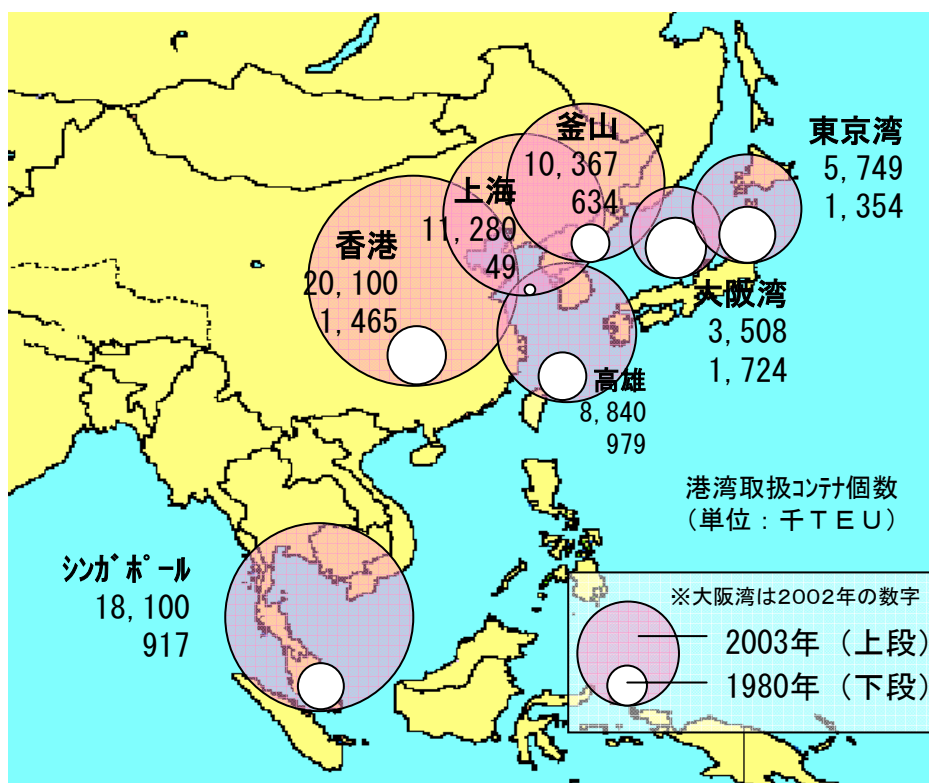 釜山
10,367
634
東京湾
5,749
1,354
上海
11,280
49
香港
20,100
1,465
大阪湾
3,508
1,724
高雄
8,840
979
港湾取扱ｺﾝﾃﾅ個数
(単位：千ＴＥＵ)
ｼﾝｶﾞﾎﾟｰﾙ
18,100
917
※大阪湾は2002年の数字
2003年（上段）
1980年（下段）